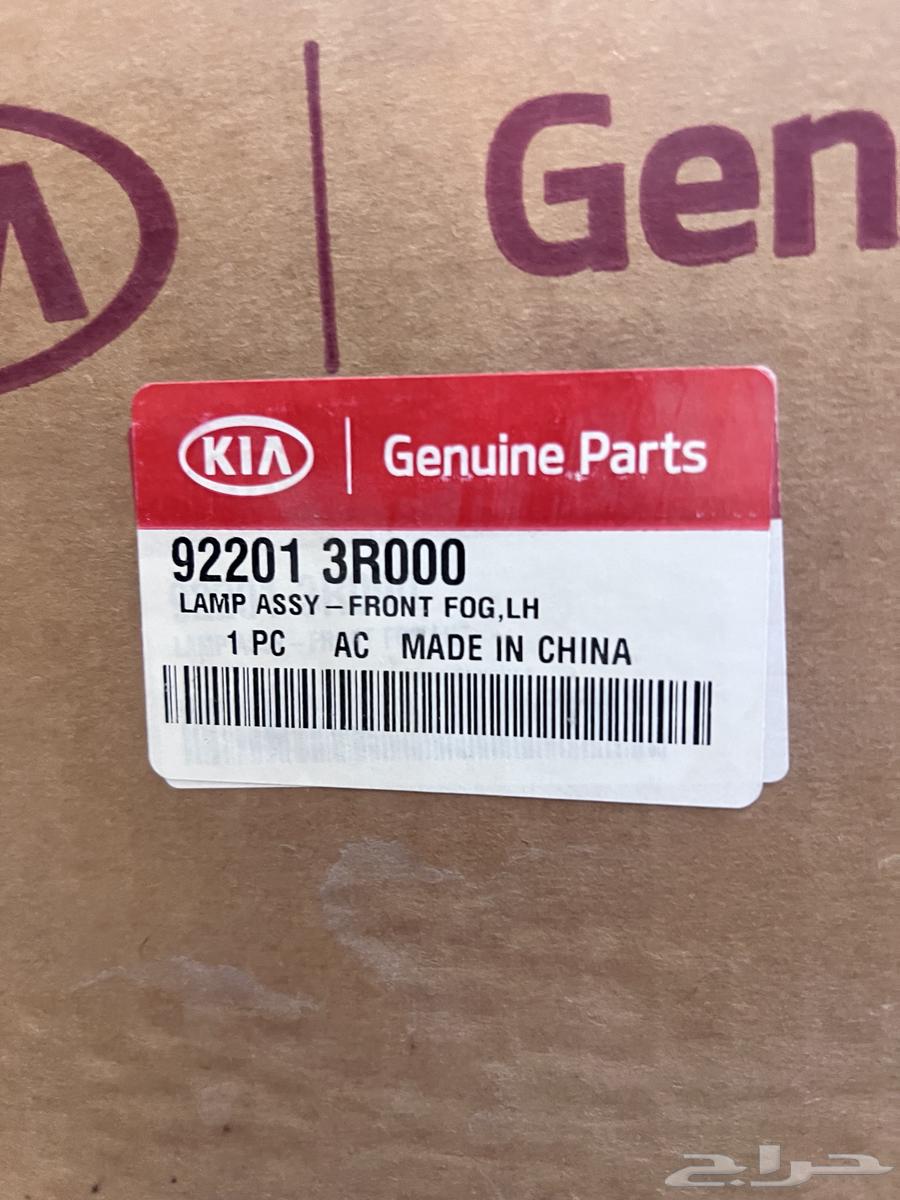 Gen
KIA | Genuine Parts
92201 3R000
LAMP ASSY-FRONT FOG,LH
1 PC AC MADE IN CHINA
حراج